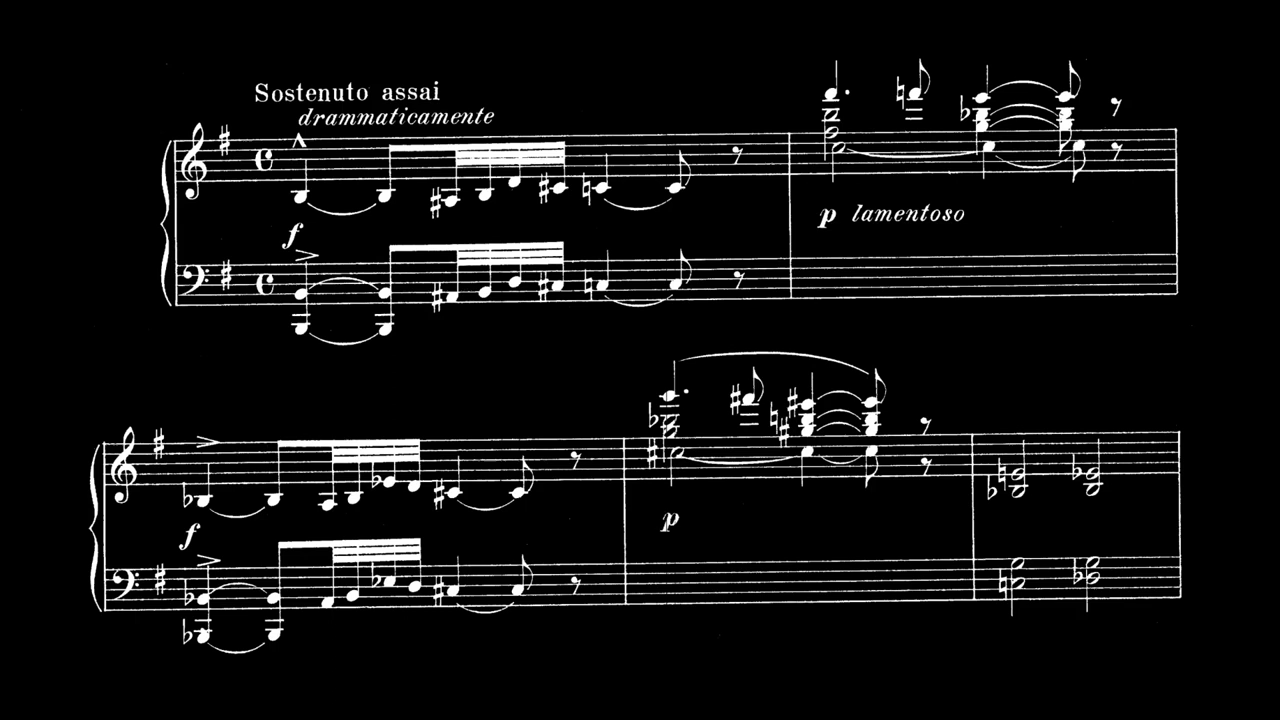 Sostenuto assai
drammaticamente
f
p lamentoso
f
p